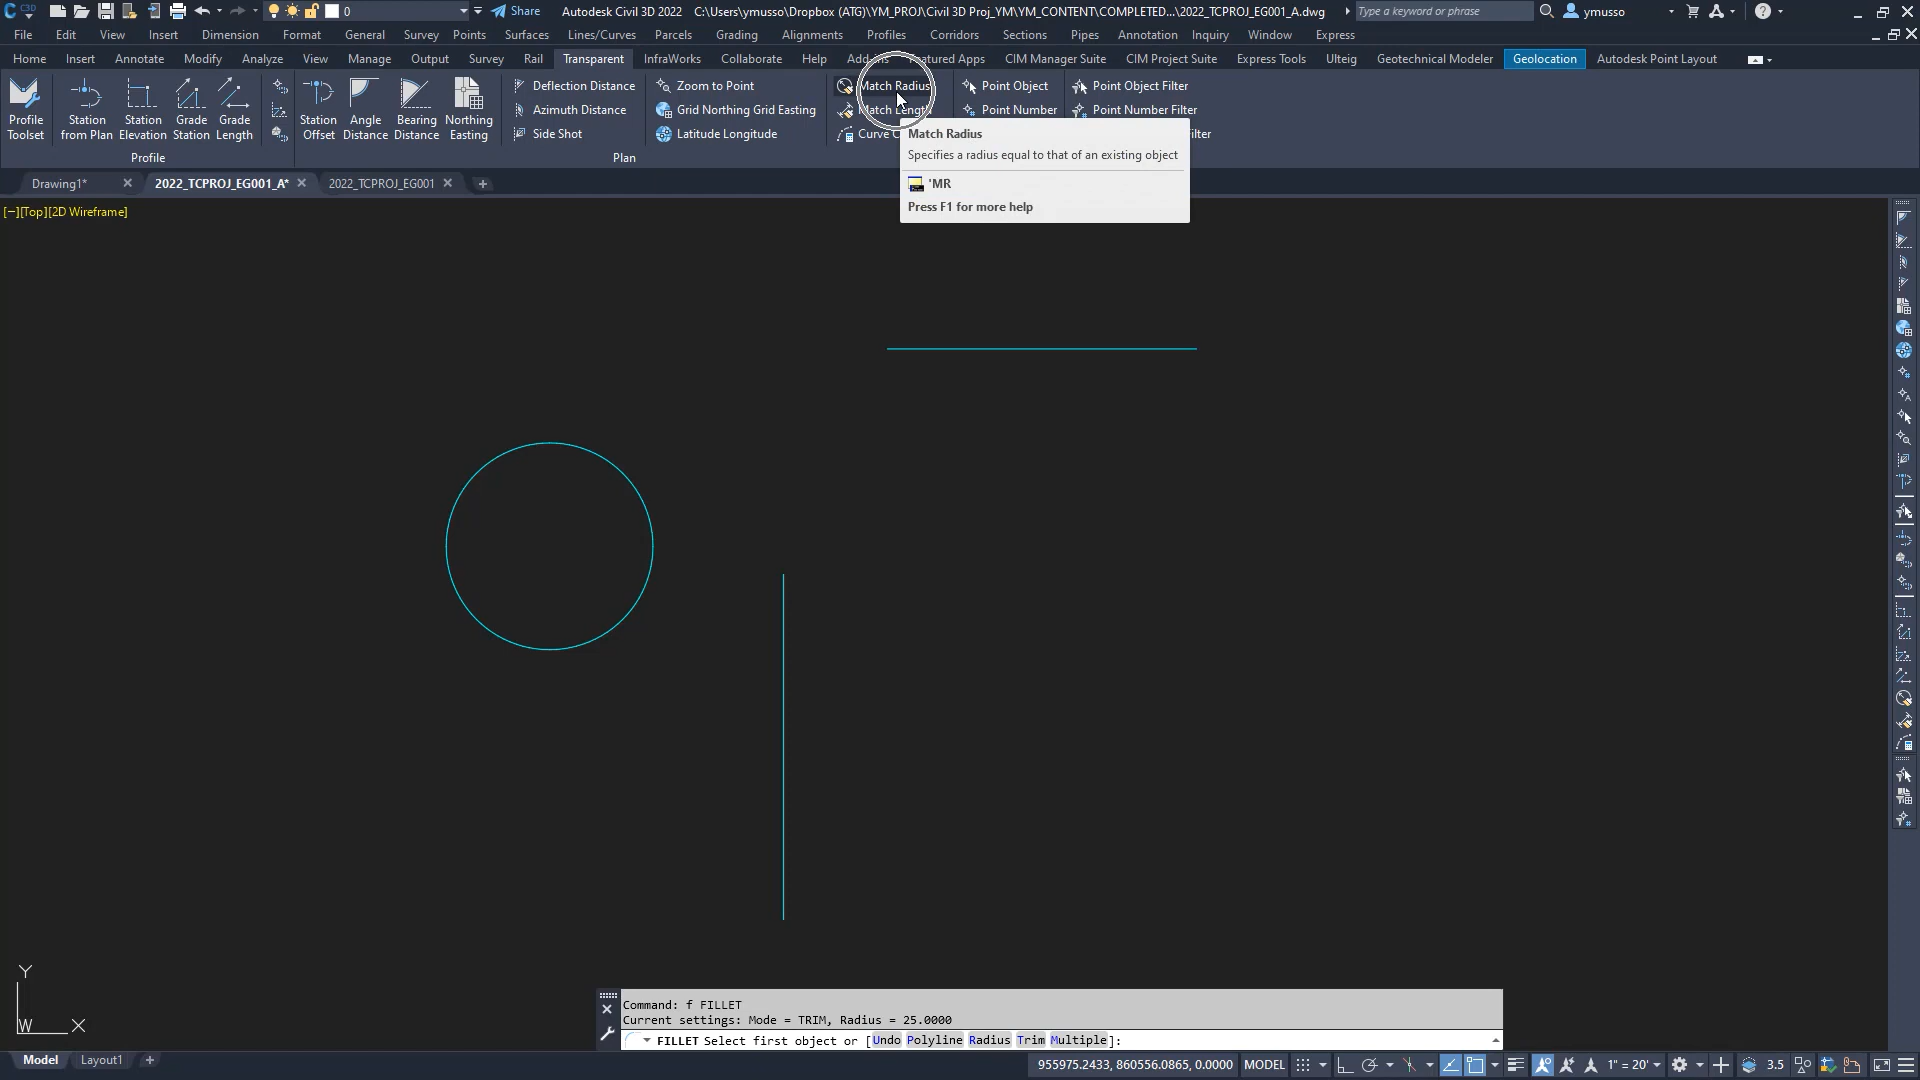 C3D 0 Share Autodesk Civil 3D 2022 C:\Users\ymusso\Dropbox (ATG)\YM_PROJ\Civil 3D Proj_YM\YM_CONTENT\COMPLETED...\2022_TCPROJ_EG001_A.dwg Type a keyword or phrase ymusso
File Edit View Insert Dimension Format General Survey Points Surfaces Lines/Curves Parcels Grading Alignments Profiles Corridors Sections Pipes Annotation Inquiry Window Express
Home Insert Annotate Modify Analyze View Manage Output Survey Rail Transparent InfraWorks Collaborate Help Featured Apps CIM Manager Suite CIM Project Suite Express Tools Ulteig Geotechnical Modeler Geolocation Autodesk Point Layout
Profile Toolset
Station from Plan
Station Elevation
Grade Station
Grade Length
Station Offset
Angle Distance
Bearing Distance
Northing Easting
Deflection Distance
Azimuth Distance
Side Shot
Zoom to Point
Grid Northing Grid Easting
Latitude Longitude
Match Radius
Match Length
Curve C
Point Object
Point Number
Point Object Filter
Point Number Filter
ilter
Profile Plan
Match Radius
Specifies a radius equal to that of an existing object
'MR
Press F1 for more help
Drawing1* 2022_TCPROJ_EG001_A* 2022_TCPROJ_EG001
[−][Top][2D Wireframe]
Y
W X
Command: f FILLET
Current settings: Mode = TRIM, Radius = 25.0000
FILLET Select first object or [Undo Polyline Radius Trim Multiple]:
Model Layout1 955975.2433, 860556.0865, 0.0000 MODEL 1" = 20' 3.5